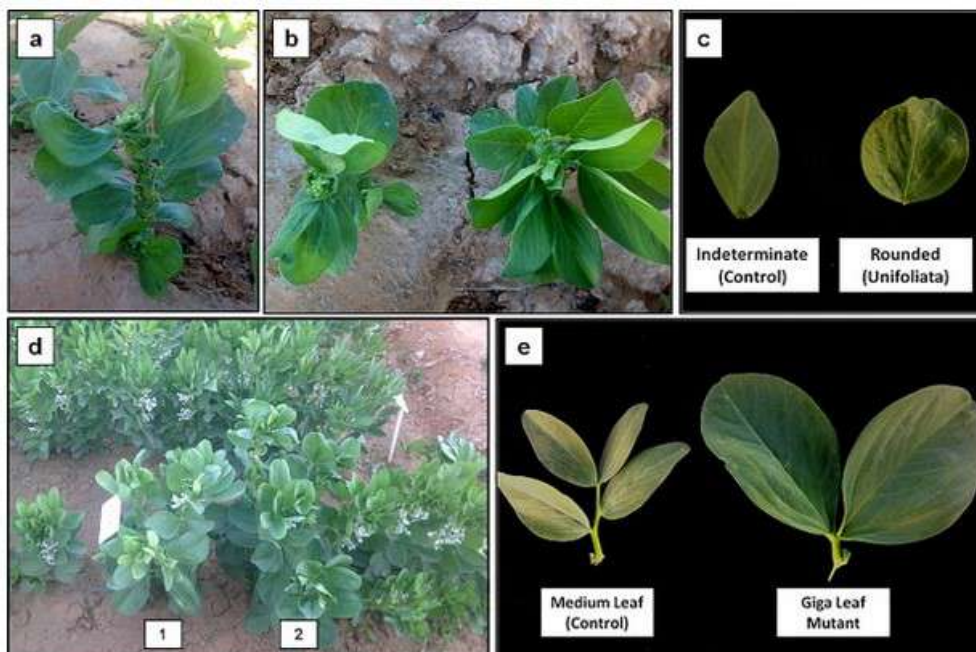 a
b
c
Indeterminate
(Control)
Rounded
(Unifoliata)
d
1
2
e
Medium Leaf
(Control)
Giga Leaf
Mutant